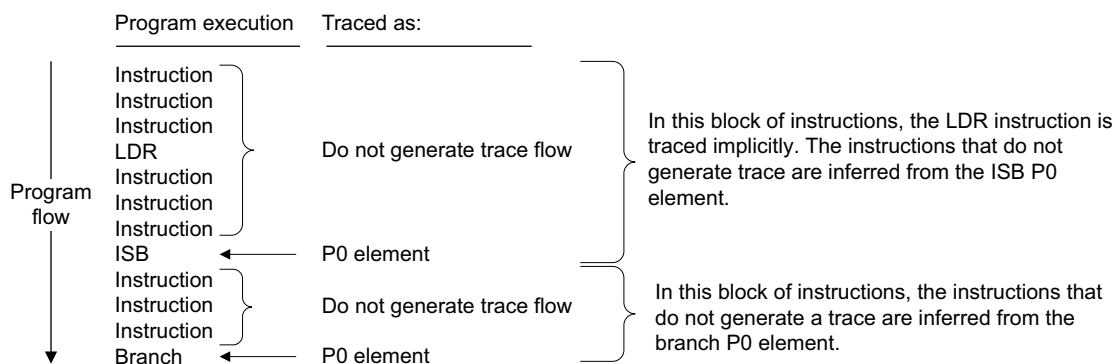 Program execution Traced as:
Instruction
Instruction
Instruction
LDR
Instruction
Instruction
Instruction
Do not generate trace flow
In this block of instructions, the LDR instruction is
traced implicitly. The instructions that do not
generate trace are inferred from the ISB P0
element.
Program
flow
ISB P0 element
Instruction
Instruction
Instruction
Do not generate trace flow
In this block of instructions, the instructions that
do not generate a trace are inferred from the
branch P0 element.
Branch P0 element